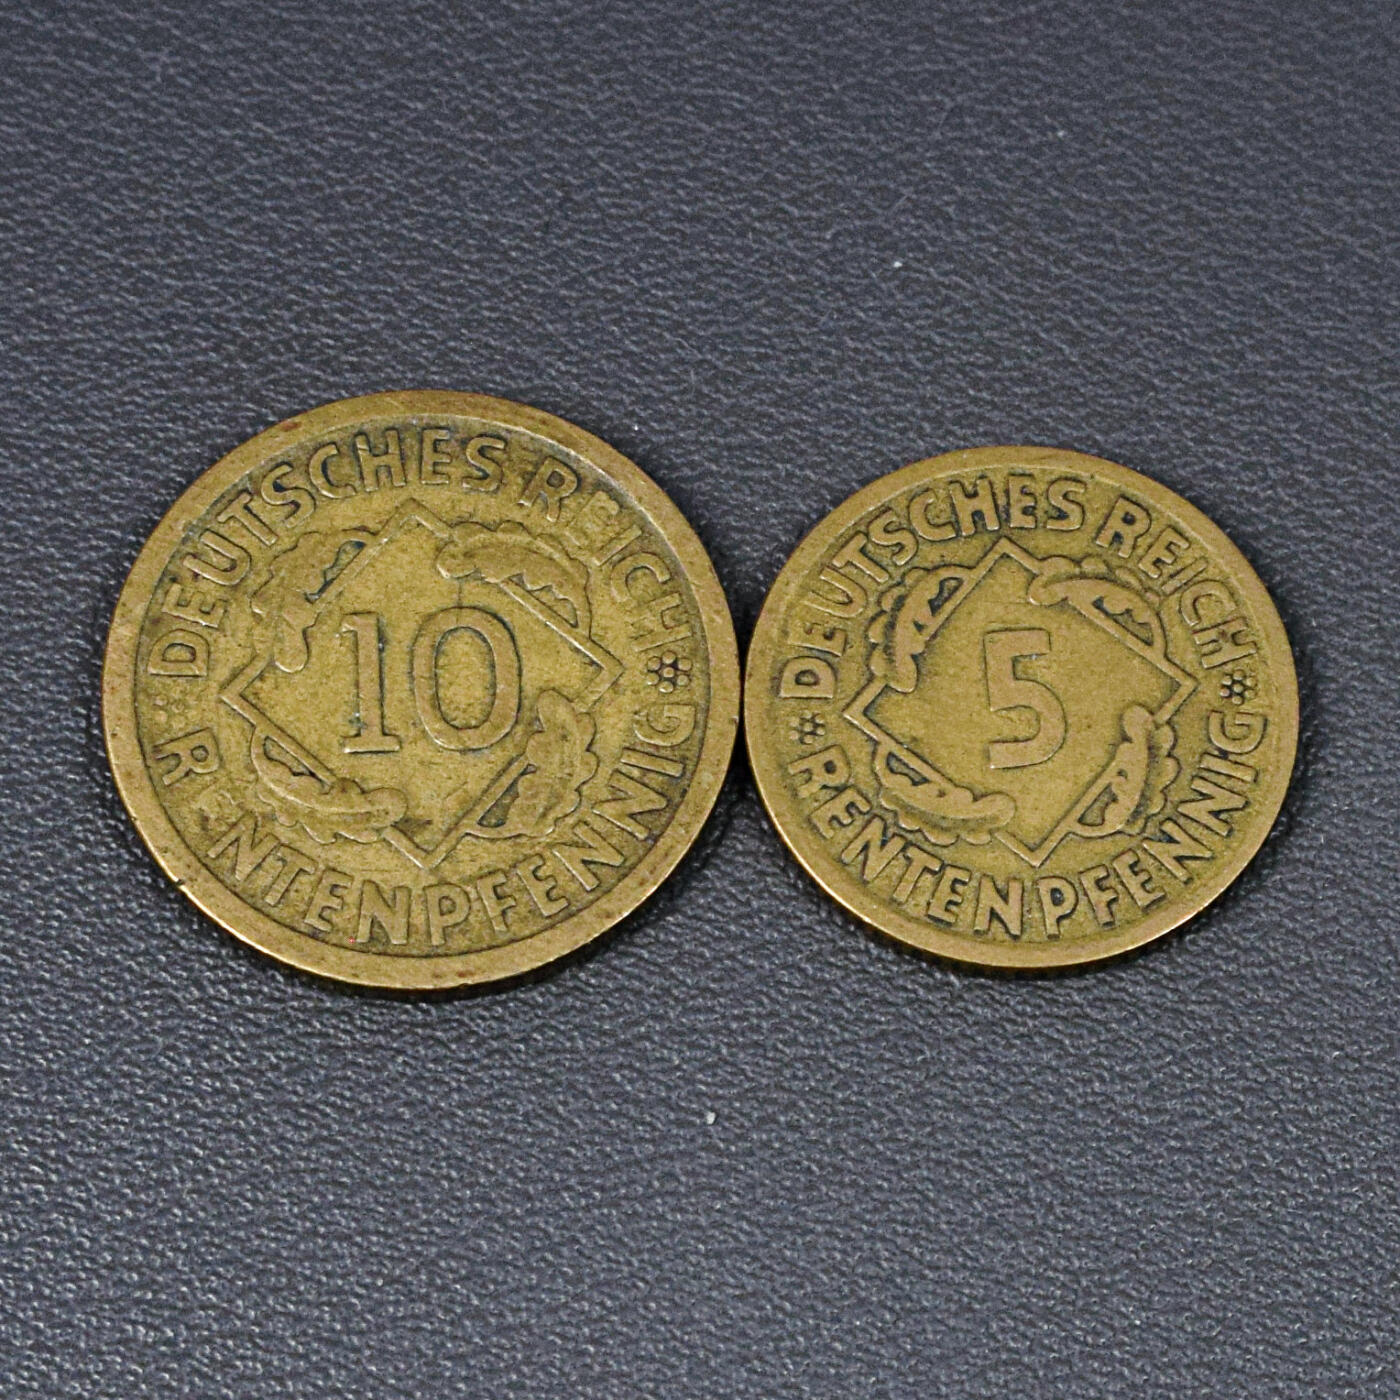 DEUTSCHES REICH
10
R NTENPFENNIG
DEUTSCHES REICH
5
RENTENPFENNIG